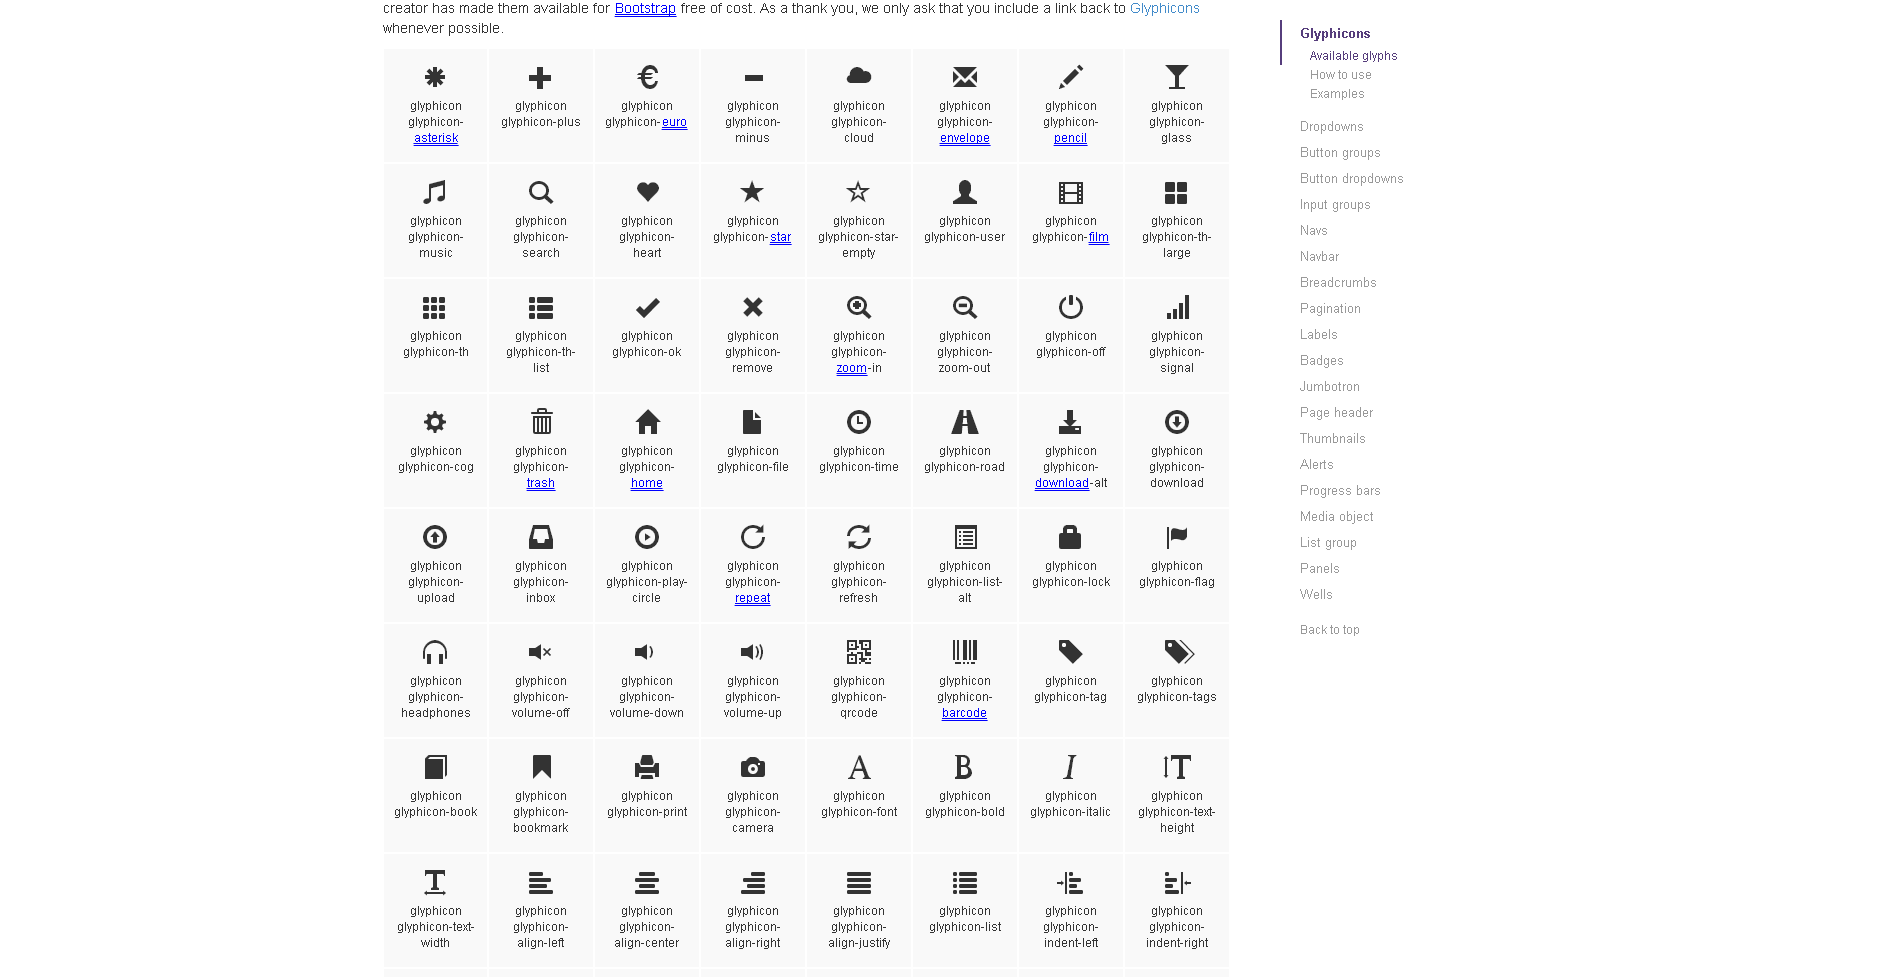 creator has made them available for Bootstrap free of cost. As a thank you, we only ask that you include a link back to Glyphicons
whenever possible.
glyphicon
glyphicon-
asterisk
glyphicon
glyphicon-plus
glyphicon
glyphicon-euro
glyphicon
glyphicon-
minus
glyphicon
glyphicon-
cloud
glyphicon
glyphicon-
envelope
glyphicon
glyphicon-
pencil
glyphicon
glyphicon-
glass
glyphicon
glyphicon-
music
glyphicon
glyphicon-
search
glyphicon
glyphicon-
heart
glyphicon
glyphicon-star
glyphicon
glyphicon-star-
empty
glyphicon
glyphicon-user
glyphicon
glyphicon-film
glyphicon
glyphicon-th-
large
glyphicon
glyphicon-th
glyphicon
glyphicon-th-
list
glyphicon
glyphicon-ok
glyphicon
glyphicon-
remove
glyphicon
glyphicon-
zoom-in
glyphicon
glyphicon-
zoom-out
glyphicon
glyphicon-off
glyphicon
glyphicon-
signal
glyphicon
glyphicon-cog
glyphicon
glyphicon-
trash
glyphicon
glyphicon-
home
glyphicon
glyphicon-file
glyphicon
glyphicon-time
glyphicon
glyphicon-road
glyphicon
glyphicon-
download-alt
glyphicon
glyphicon-
download
glyphicon
glyphicon-
upload
glyphicon
glyphicon-
inbox
glyphicon
glyphicon-play-
circle
glyphicon
glyphicon-
repeat
glyphicon
glyphicon-
refresh
glyphicon
glyphicon-list-
alt
glyphicon
glyphicon-lock
glyphicon
glyphicon-flag
glyphicon
glyphicon-
headphones
glyphicon
glyphicon-
volume-off
glyphicon
glyphicon-
volume-down
glyphicon
glyphicon-
volume-up
glyphicon
glyphicon-
qrcode
glyphicon
glyphicon-
barcode
glyphicon
glyphicon-tag
glyphicon
glyphicon-tags
glyphicon
glyphicon-book
glyphicon
glyphicon-
bookmark
glyphicon
glyphicon-print
glyphicon
glyphicon-
camera
glyphicon
glyphicon-font
glyphicon
glyphicon-bold
glyphicon
glyphicon-italic
glyphicon
glyphicon-text-
height
glyphicon
glyphicon-text-
width
glyphicon
glyphicon-
align-left
glyphicon
glyphicon-
align-center
glyphicon
glyphicon-
align-right
glyphicon
glyphicon-
align-justify
glyphicon
glyphicon-list
glyphicon
glyphicon-
indent-left
glyphicon
glyphicon-
indent-right
Glyphicons
Available glyphs
How to use
Examples
Dropdowns
Button groups
Button dropdowns
Input groups
Navs
Navbar
Breadcrumbs
Pagination
Labels
Badges
Jumbotron
Page header
Thumbnails
Alerts
Progress bars
Media object
List group
Panels
Wells
Back to top